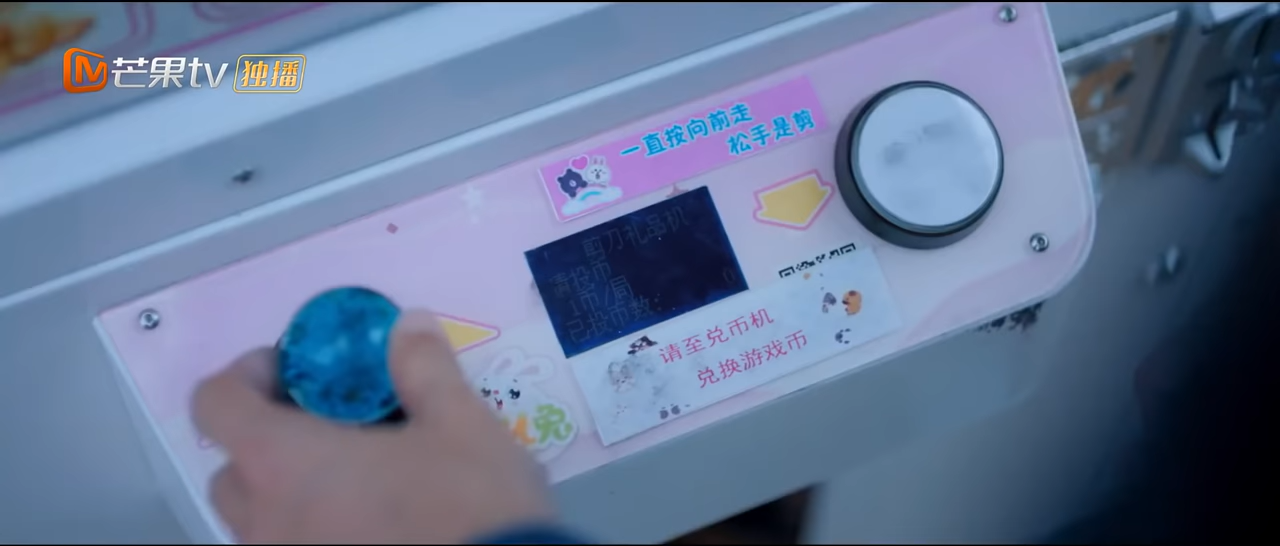 芒果tv 独播
一直按向前走
松手是剪
剪刀礼品机
请投币
1币/局
已投币数: 0
请至兑币机
兑换游戏币
兔